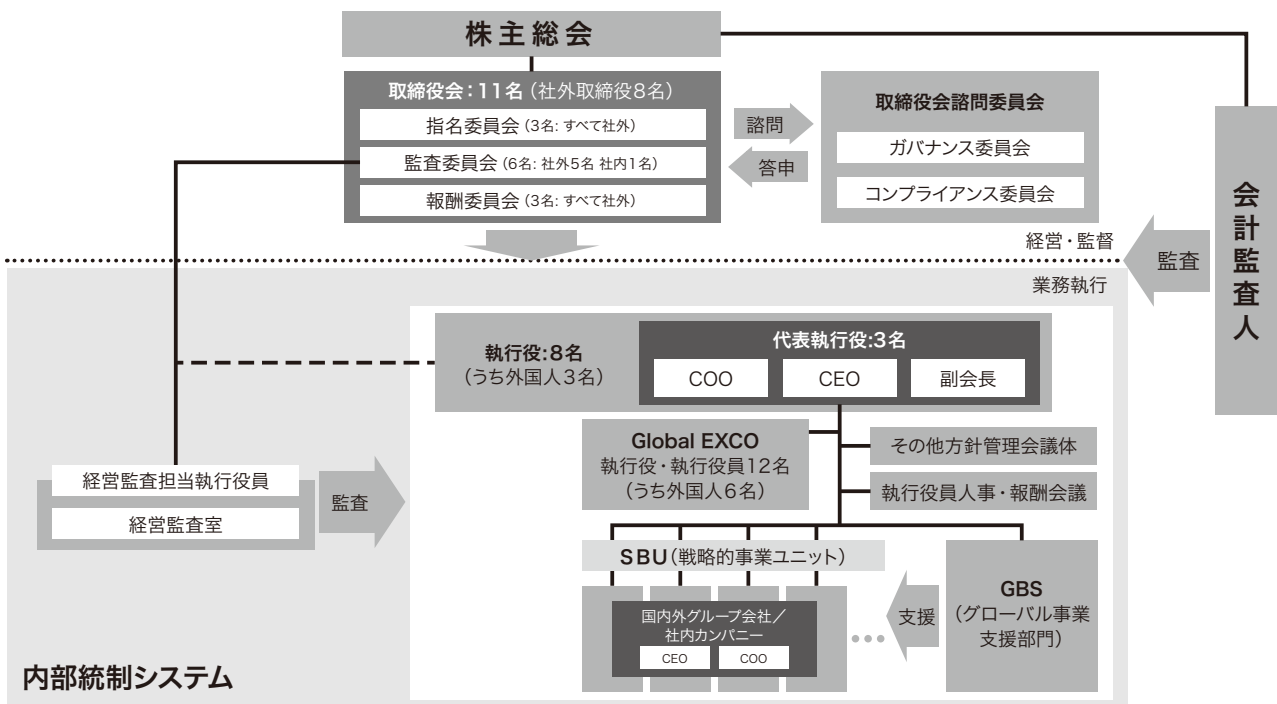 株主総会
取締役会：11名（社外取締役8名）
指名委員会（3名: すべて社外）
監査委員会（6名: 社外5名 社内1名）
報酬委員会（3名: すべて社外）
諮問
答申
取締役会諮問委員会
ガバナンス委員会
コンプライアンス委員会
会計監査人
監査
経営・監督
業務執行
執行役:8名
（うち外国人3名）
代表執行役:3名
COO
CEO
副会長
Global EXCO
執行役・執行役員12名
（うち外国人6名）
その他方針管理会議体
執行役員人事・報酬会議
経営監査担当執行役員
経営監査室
監査
SBU（戦略的事業ユニット）
国内外グループ会社／
社内カンパニー
CEO
COO
支援
GBS
（グローバル事業
支援部門）
内部統制システム